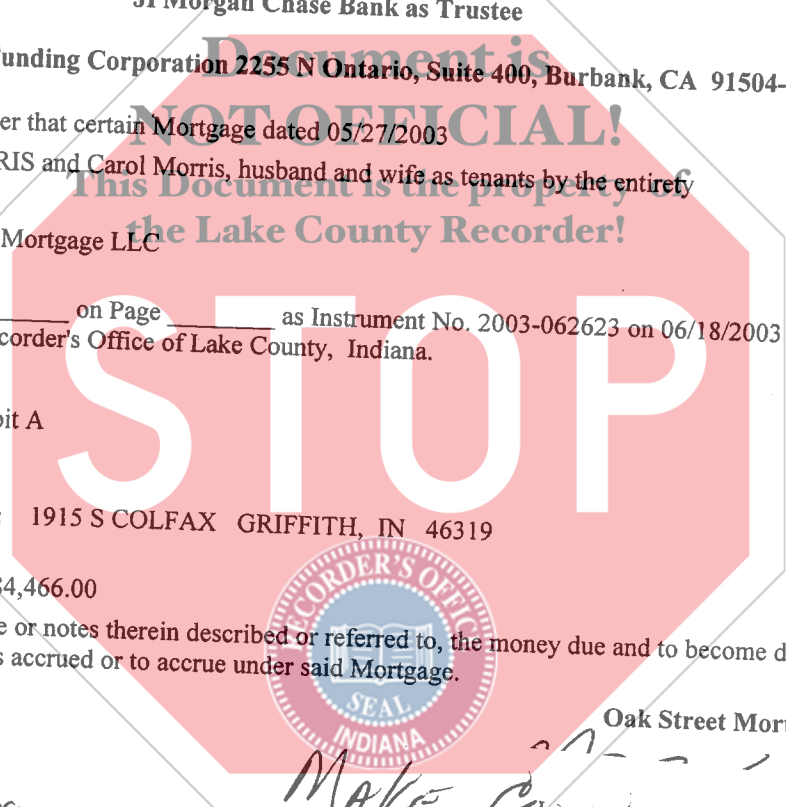 JP Morgan Chase Bank as Trustee
Document is
unding Corporation 2255 N Ontario, Suite 400, Burbank, CA 91504-
NOT OFFICIAL!
er that certain Mortgage dated 05/27/2003
RIS and Carol Morris, husband and wife as tenants by the entirety
This Document is the property of
the Lake County Recorder!
Mortgage LLC
STOP
______ on Page ________ as Instrument No. 2003-062623 on 06/18/2003
corder's Office of Lake County, Indiana.
bit A
: 1915 S COLFAX GRIFFITH, IN 46319
4,466.00
RECORDER'S OFFICE
e or notes therein described or referred to, the money due and to become d
s accrued or to accrue under said Mortgage.
SEAL
INDIANA
Oak Street Mort